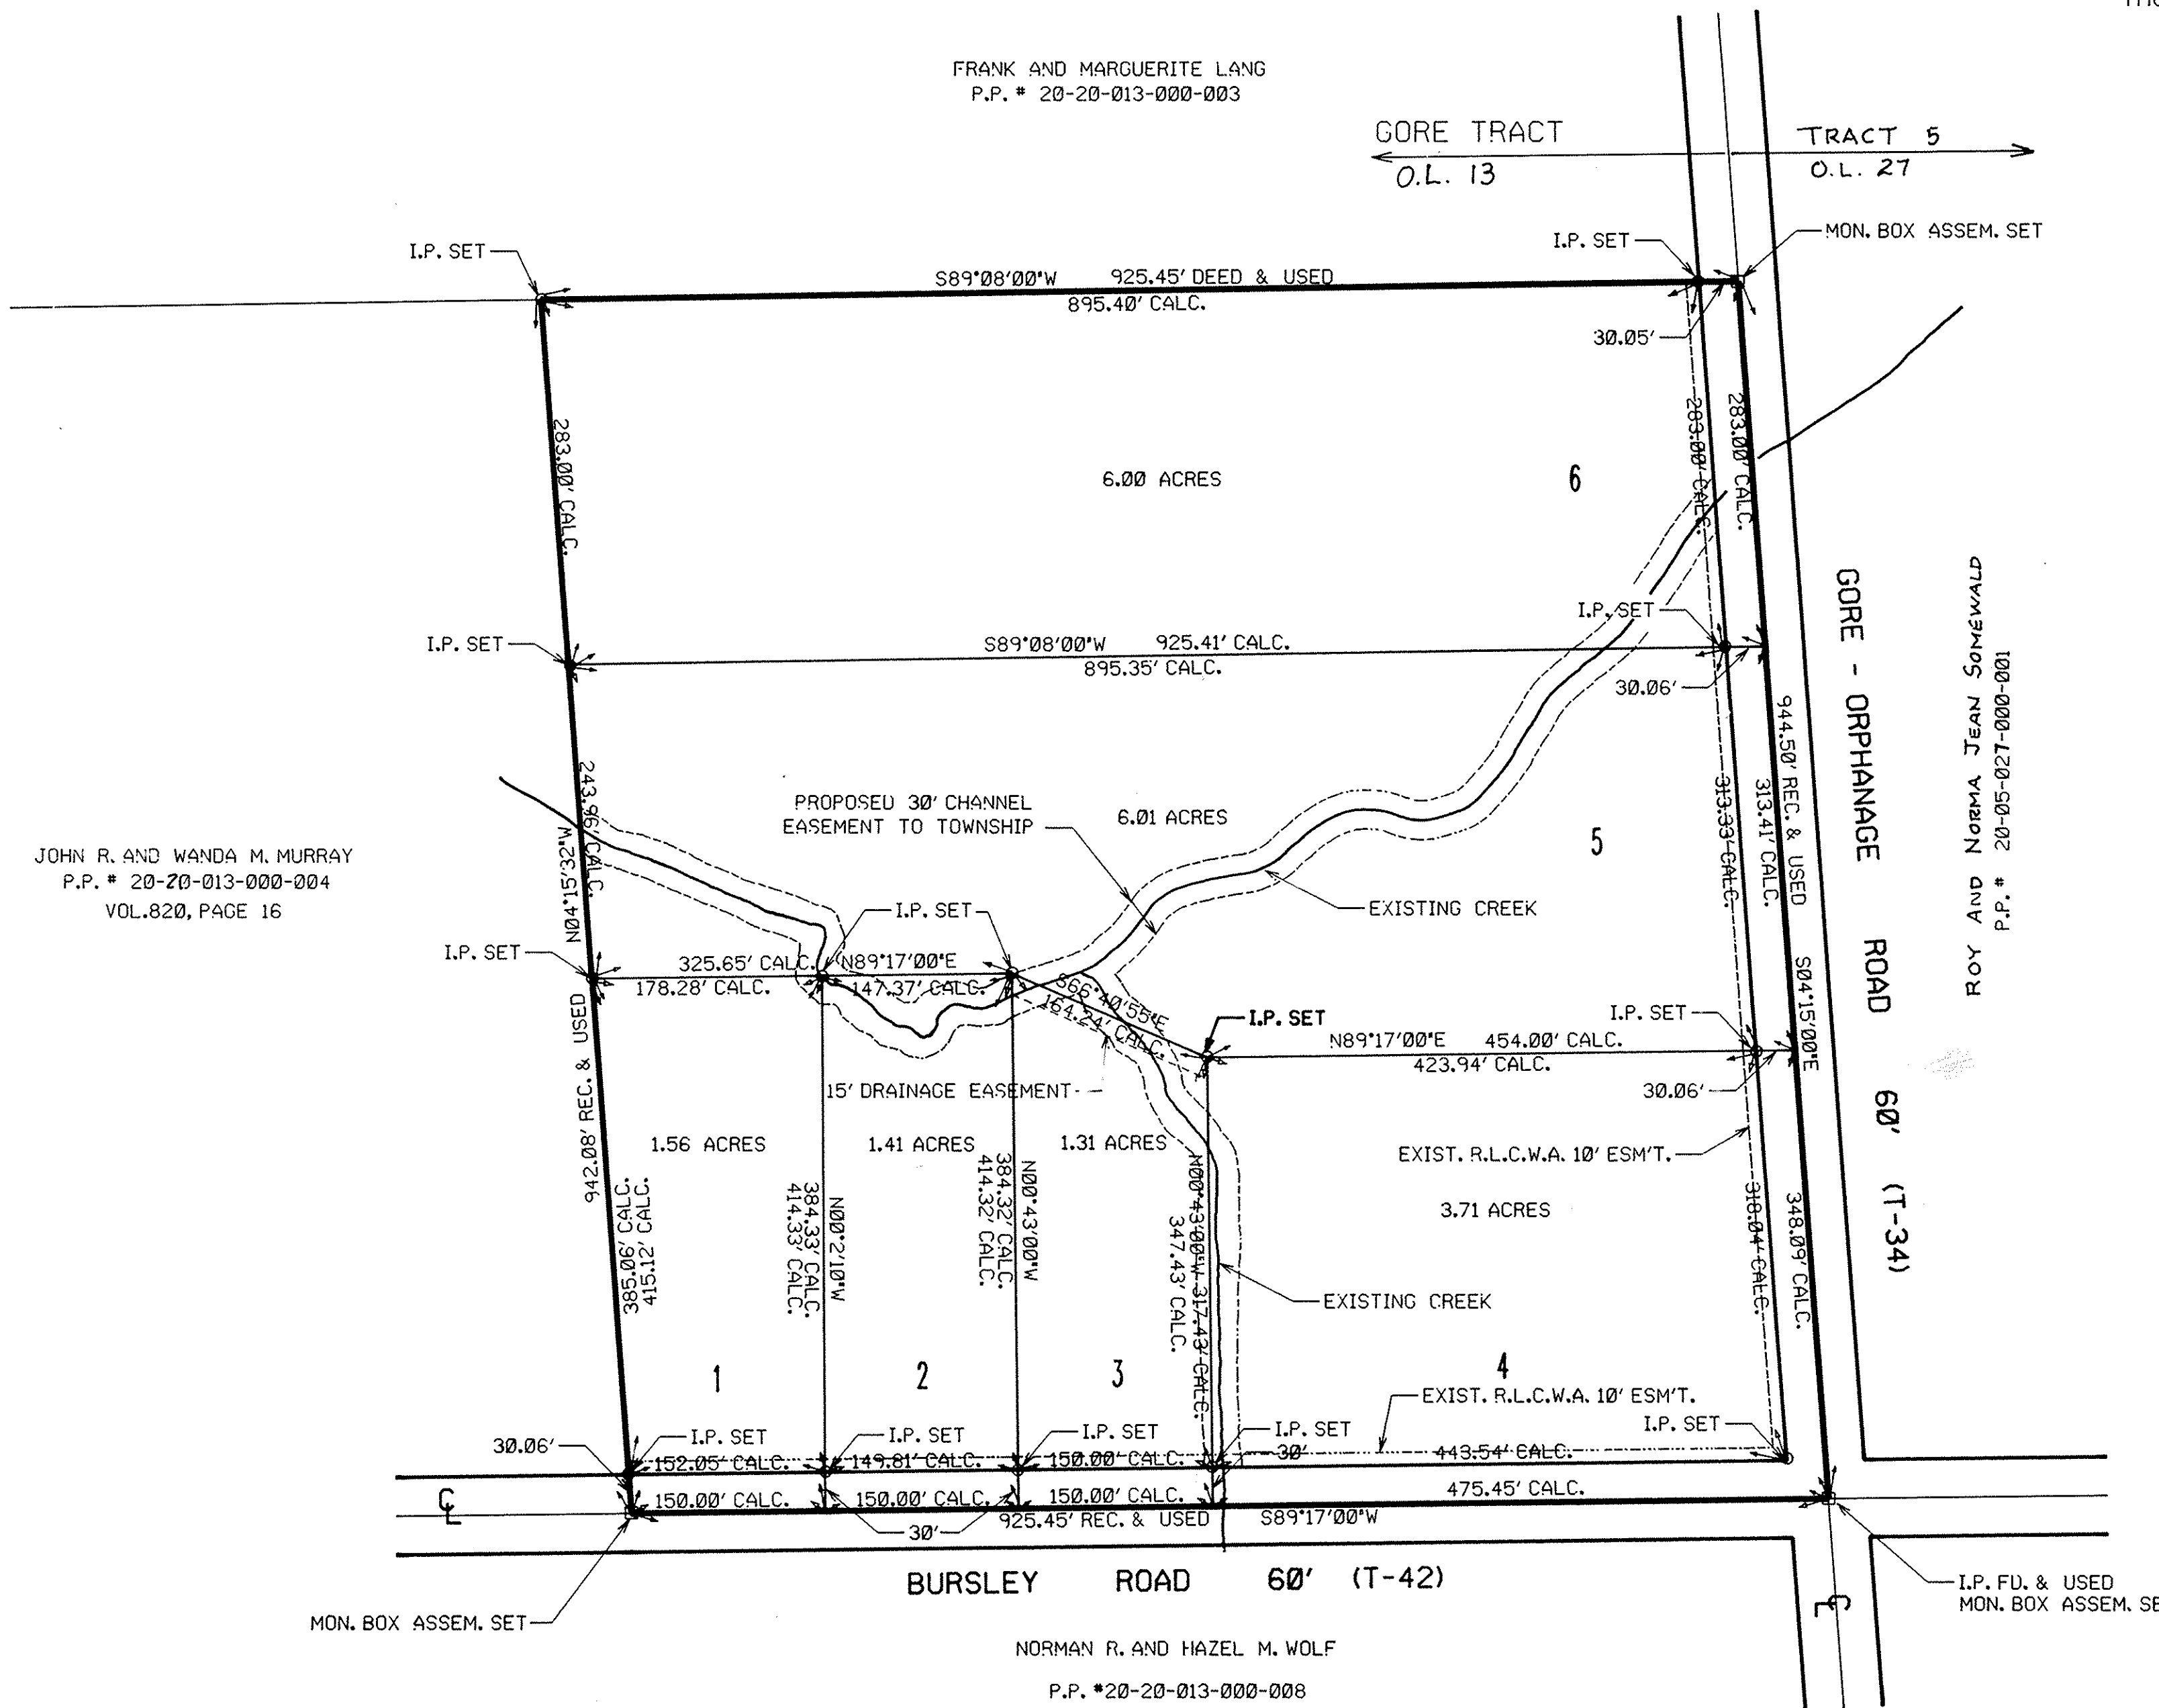 FRANK AND MARGUERITE LANG
P.P. # 20-20-013-000-003
GORE TRACT
O.L. 13
TRACT 5
O.L. 27
I.P. SET
I.P. SET
MON. BOX ASSEM. SET
S89°08'00"W 925.45' DEED & USED
895.40' CALC.
30.05'
283.00' CALC.
283.00' CALC.
283.00' CALC.
6.00 ACRES
6
I.P. SET
I.P. SET
S89°08'00"W 925.41' CALC.
895.35' CALC.
30.06'
GORE - ORPHANAGE ROAD 60' (T-34)
ROY AND NORMA JEAN SOMEWALD
P.P. # 20-05-027-000-001
944.50' REC. & USED S04°15'00"E
313.33' CALC.
313.41' CALC.
243.96' CALC.
N04°15'32"W
942.08' REC. & USED
PROPOSED 30' CHANNEL
EASEMENT TO TOWNSHIP
6.01 ACRES
5
JOHN R. AND WANDA M. MURRAY
P.P. # 20-20-013-000-004
VOL.820, PAGE 16
I.P. SET
EXISTING CREEK
I.P. SET
325.65' CALC. N89°17'00"E
178.28' CALC.
147.37' CALC.
S66°40'55"E
164.24' CALC.
I.P. SET
I.P. SET
N89°17'00"E 454.00' CALC.
423.94' CALC.
30.06'
15' DRAINAGE EASEMENT
1.56 ACRES
1.41 ACRES
1.31 ACRES
EXIST. R.L.C.W.A. 10' ESM'T.
3.71 ACRES
385.06' CALC.
415.12' CALC.
N00°2'10"W
384.33' CALC.
414.33' CALC.
N00°43'00"W
384.32' CALC.
414.32' CALC.
N00°43'00"W 317.43' CALC.
347.43' CALC.
318.04' CALC.
348.09' CALC.
EXISTING CREEK
1
2
3
4
EXIST. R.L.C.W.A. 10' ESM'T.
30.06'
I.P. SET
I.P. SET
I.P. SET
I.P. SET
I.P. SET
152.05' CALC.
149.81' CALC.
150.00' CALC.
30'
443.54' CALC.
℄
150.00' CALC.
150.00' CALC.
150.00' CALC.
475.45' CALC.
30'
925.45' REC. & USED S89°17'00"W
BURSLEY ROAD 60' (T-42)
℄
I.P. FD. & USED
MON. BOX ASSEM.
MON. BOX ASSEM. SET
NORMAN R. AND HAZEL M. WOLF
P.P. #20-20-013-000-008